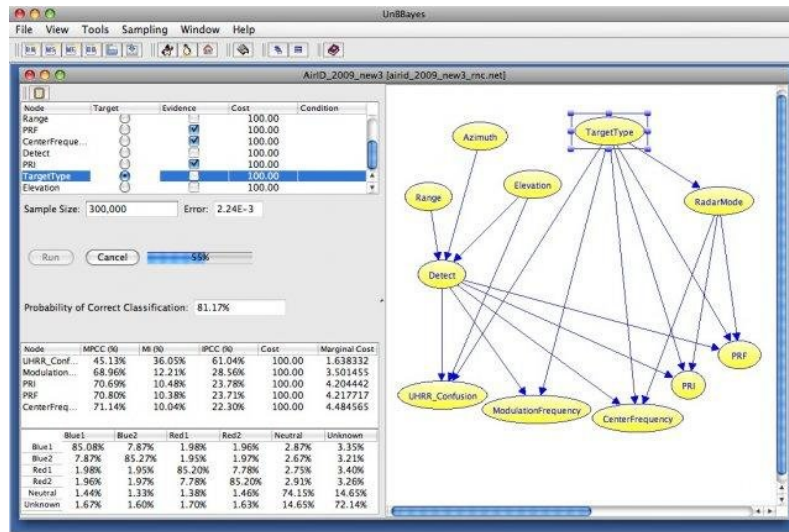 UnBBayes
File View Tools Sampling Window Help
AirID_2009_new3 [airid_2009_new3_rnc.net]
Node Target Evidence Cost Condition
Range 100.00
PRF 100.00
CenterFreque... 100.00
Detect 100.00
PRI 100.00
TargetType 100.00
Elevation 100.00
Sample Size: 300,000 Error: 2.24E-3
Run Cancel 55%
Probability of Correct Classification: 81.17%
Node MPCC (%) MI (%) IPCC (%) Cost Marginal Cost
UHRR_Conf... 45.13% 36.05% 61.04% 100.00 1.638332
Modulation... 68.96% 12.21% 28.56% 100.00 3.501455
PRI 70.69% 10.48% 23.78% 100.00 4.204442
PRF 70.80% 10.38% 23.71% 100.00 4.217717
CenterFreq... 71.14% 10.04% 22.30% 100.00 4.484565
Blue1 Blue2 Red1 Red2 Neutral Unknown
Blue1 85.08% 7.87% 1.98% 1.96% 2.87% 3.35%
Blue2 7.87% 85.27% 1.95% 1.97% 2.67% 3.21%
Red1 1.98% 1.95% 85.20% 7.78% 2.75% 3.40%
Red2 1.96% 1.97% 7.78% 85.20% 2.91% 3.26%
Neutral 1.44% 1.33% 1.38% 1.46% 74.15% 14.65%
Unknown 1.67% 1.60% 1.70% 1.63% 14.65% 72.14%
TargetType
Azimuth
Elevation
Range
RadarMode
Detect
PRF
PRI
UHRR_Confusion
ModulationFrequency
CenterFrequency